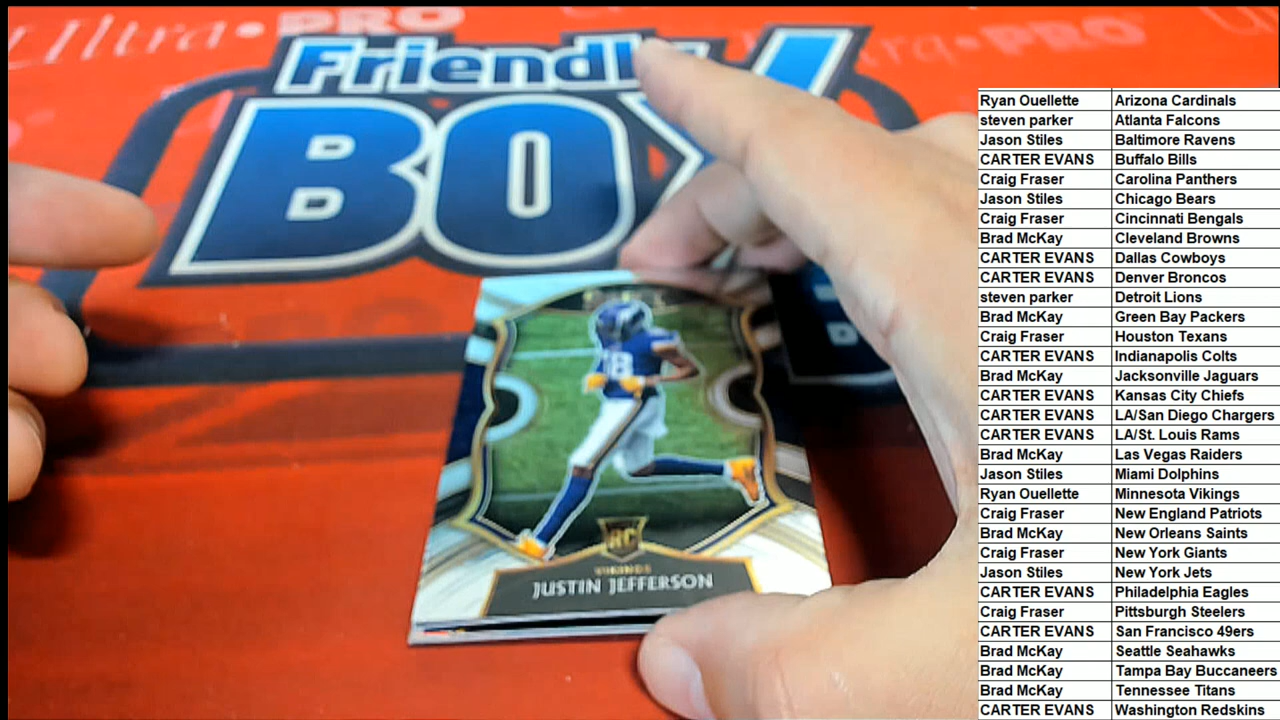 Ultra•PRO
Ultra•PRO
Friendly
BOX!
SELECT
18
RC
VIKINGS
JUSTIN JEFFERSON
Ryan Ouellette Arizona Cardinals
steven parker Atlanta Falcons
Jason Stiles Baltimore Ravens
CARTER EVANS Buffalo Bills
Craig Fraser Carolina Panthers
Jason Stiles Chicago Bears
Craig Fraser Cincinnati Bengals
Brad McKay Cleveland Browns
CARTER EVANS Dallas Cowboys
CARTER EVANS Denver Broncos
steven parker Detroit Lions
Brad McKay Green Bay Packers
Craig Fraser Houston Texans
CARTER EVANS Indianapolis Colts
Brad McKay Jacksonville Jaguars
CARTER EVANS Kansas City Chiefs
CARTER EVANS LA/San Diego Chargers
CARTER EVANS LA/St. Louis Rams
Brad McKay Las Vegas Raiders
Jason Stiles Miami Dolphins
Ryan Ouellette Minnesota Vikings
Craig Fraser New England Patriots
Brad McKay New Orleans Saints
Craig Fraser New York Giants
Jason Stiles New York Jets
CARTER EVANS Philadelphia Eagles
Craig Fraser Pittsburgh Steelers
CARTER EVANS San Francisco 49ers
Brad McKay Seattle Seahawks
Brad McKay Tampa Bay Buccaneers
Brad McKay Tennessee Titans
CARTER EVANS Washington Redskins